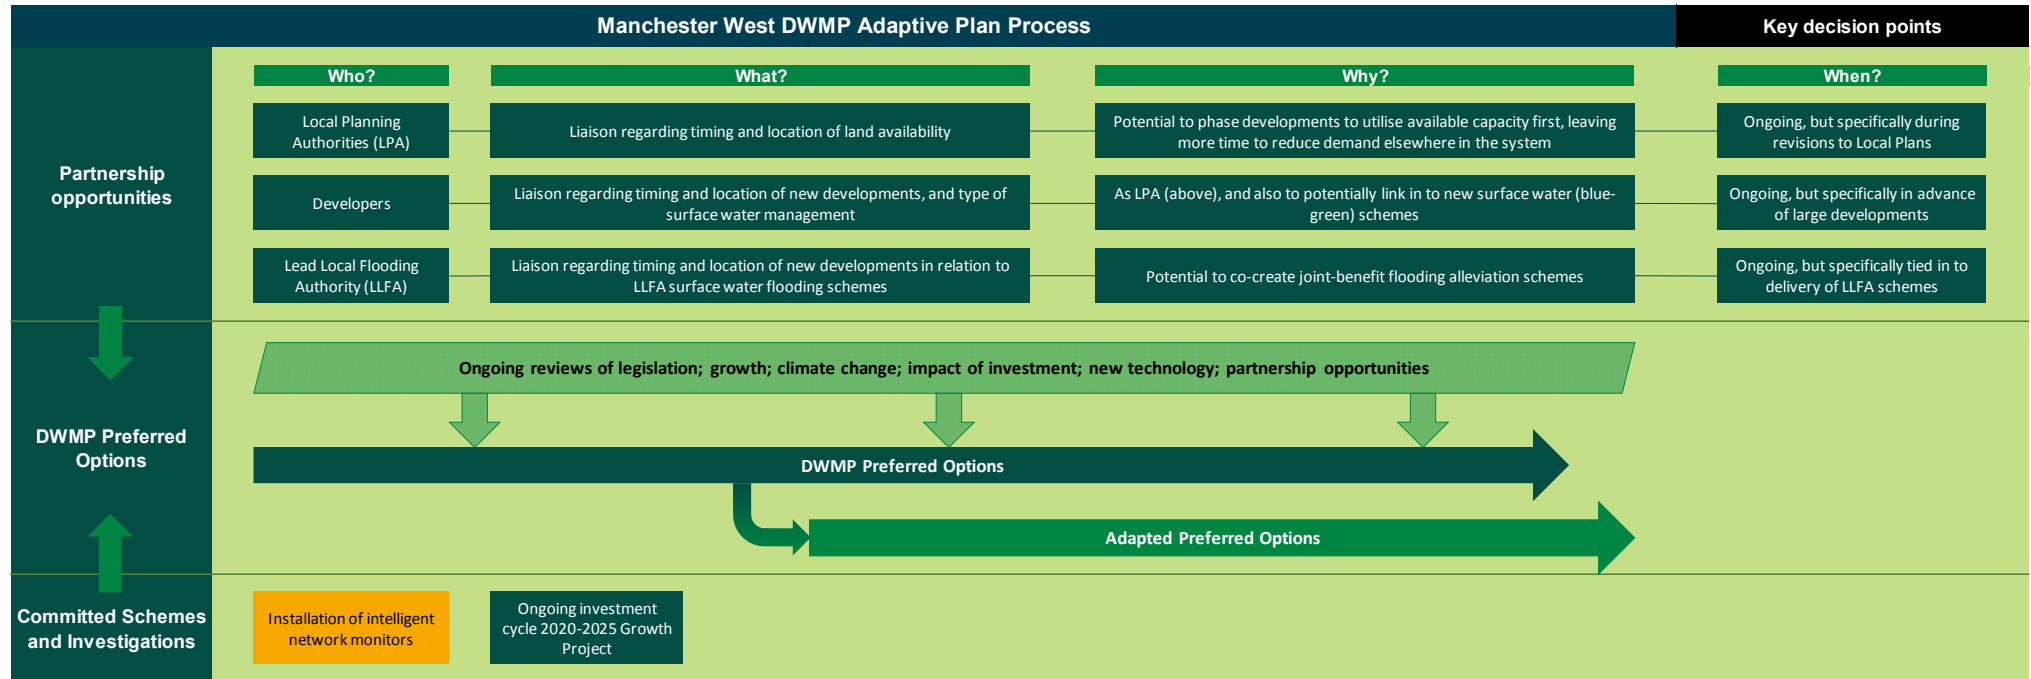 Manchester West DWMP Adaptive Plan Process
Key decision points
Partnership
opportunities
Who?
What?
Why?
When?
Local Planning
Authorities (LPA)
Liaison regarding timing and location of land availability
Potential to phase developments to utilise available capacity first, leaving
more time to reduce demand elsewhere in the system
Ongoing, but specifically during
revisions to Local Plans
Developers
Liaison regarding timing and location of new developments, and type of
surface water management
As LPA (above), and also to potentially link in to new surface water (blue-
green) schemes
Ongoing, but specifically in advance
of large developments
Lead Local Flooding
Authority (LLFA)
Liaison regarding timing and location of new developments in relation to
LLFA surface water flooding schemes
Potential to co-create joint-benefit flooding alleviation schemes
Ongoing, but specifically tied in to
delivery of LLFA schemes
DWMP Preferred
Options
Ongoing reviews of legislation; growth; climate change; impact of investment; new technology; partnership opportunities
DWMP Preferred Options
Adapted Preferred Options
Committed Schemes
and Investigations
Installation of intelligent
network monitors
Ongoing investment
cycle 2020-2025 Growth
Project